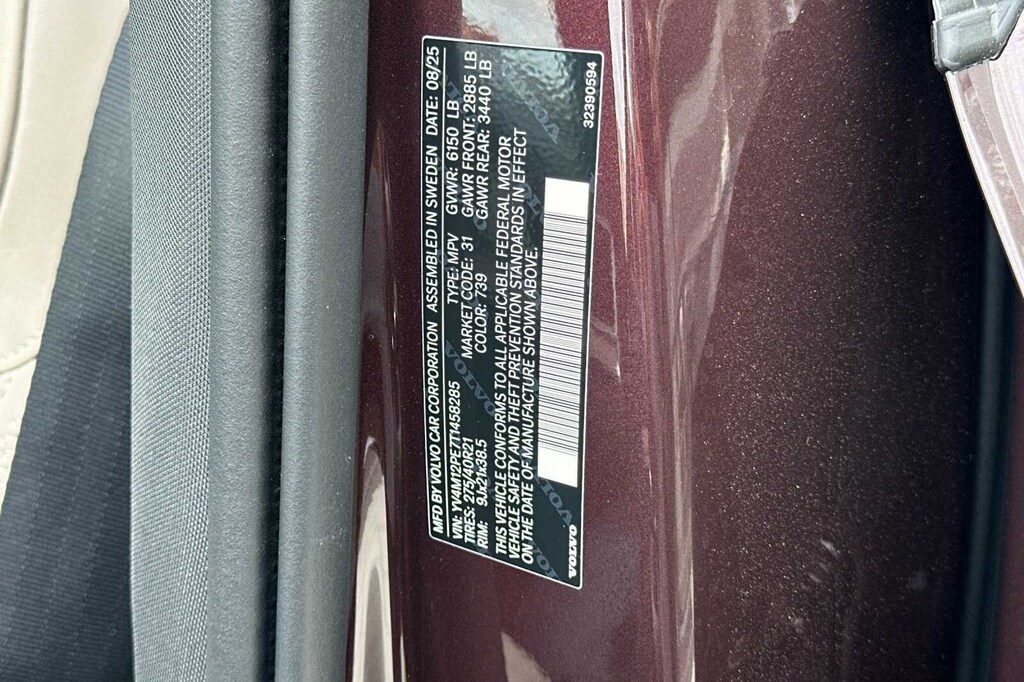 MFD BY VOLVO CAR CORPORATION ASSEMBLED IN SWEDEN DATE: 08/25
VIN: YV4M12PE7T1458285 TYPE: MPV GVWR: 6150 LB
TIRES: 275/40R21 MARKET CODE: 31 GAWR FRONT: 2885 LB
RIM: 9Jx21x38.5 COLOR: 739 GAWR REAR: 3440 LB
THIS VEHICLE CONFORMS TO ALL APPLICABLE FEDERAL MOTOR
VEHICLE SAFETY AND THEFT PREVENTION STANDARDS IN EFFECT
ON THE DATE OF MANUFACTURE SHOWN ABOVE.
VOLVO 32390594